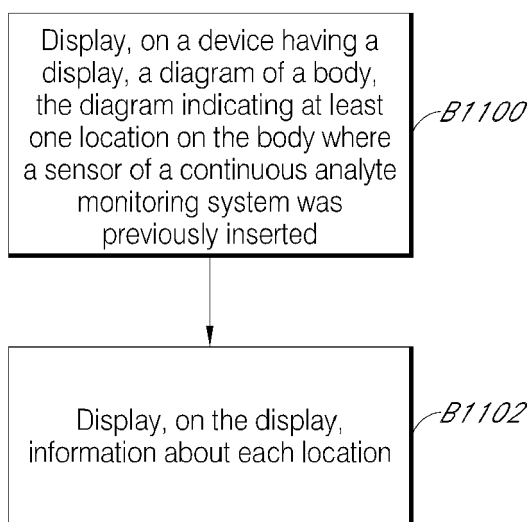 Display, on a device having a
display, a diagram of a body,
the diagram indicating at least
one location on the body where
a sensor of a continuous analyte
monitoring system was
previously inserted
B1100
Display, on the display,
information about each location
B1102